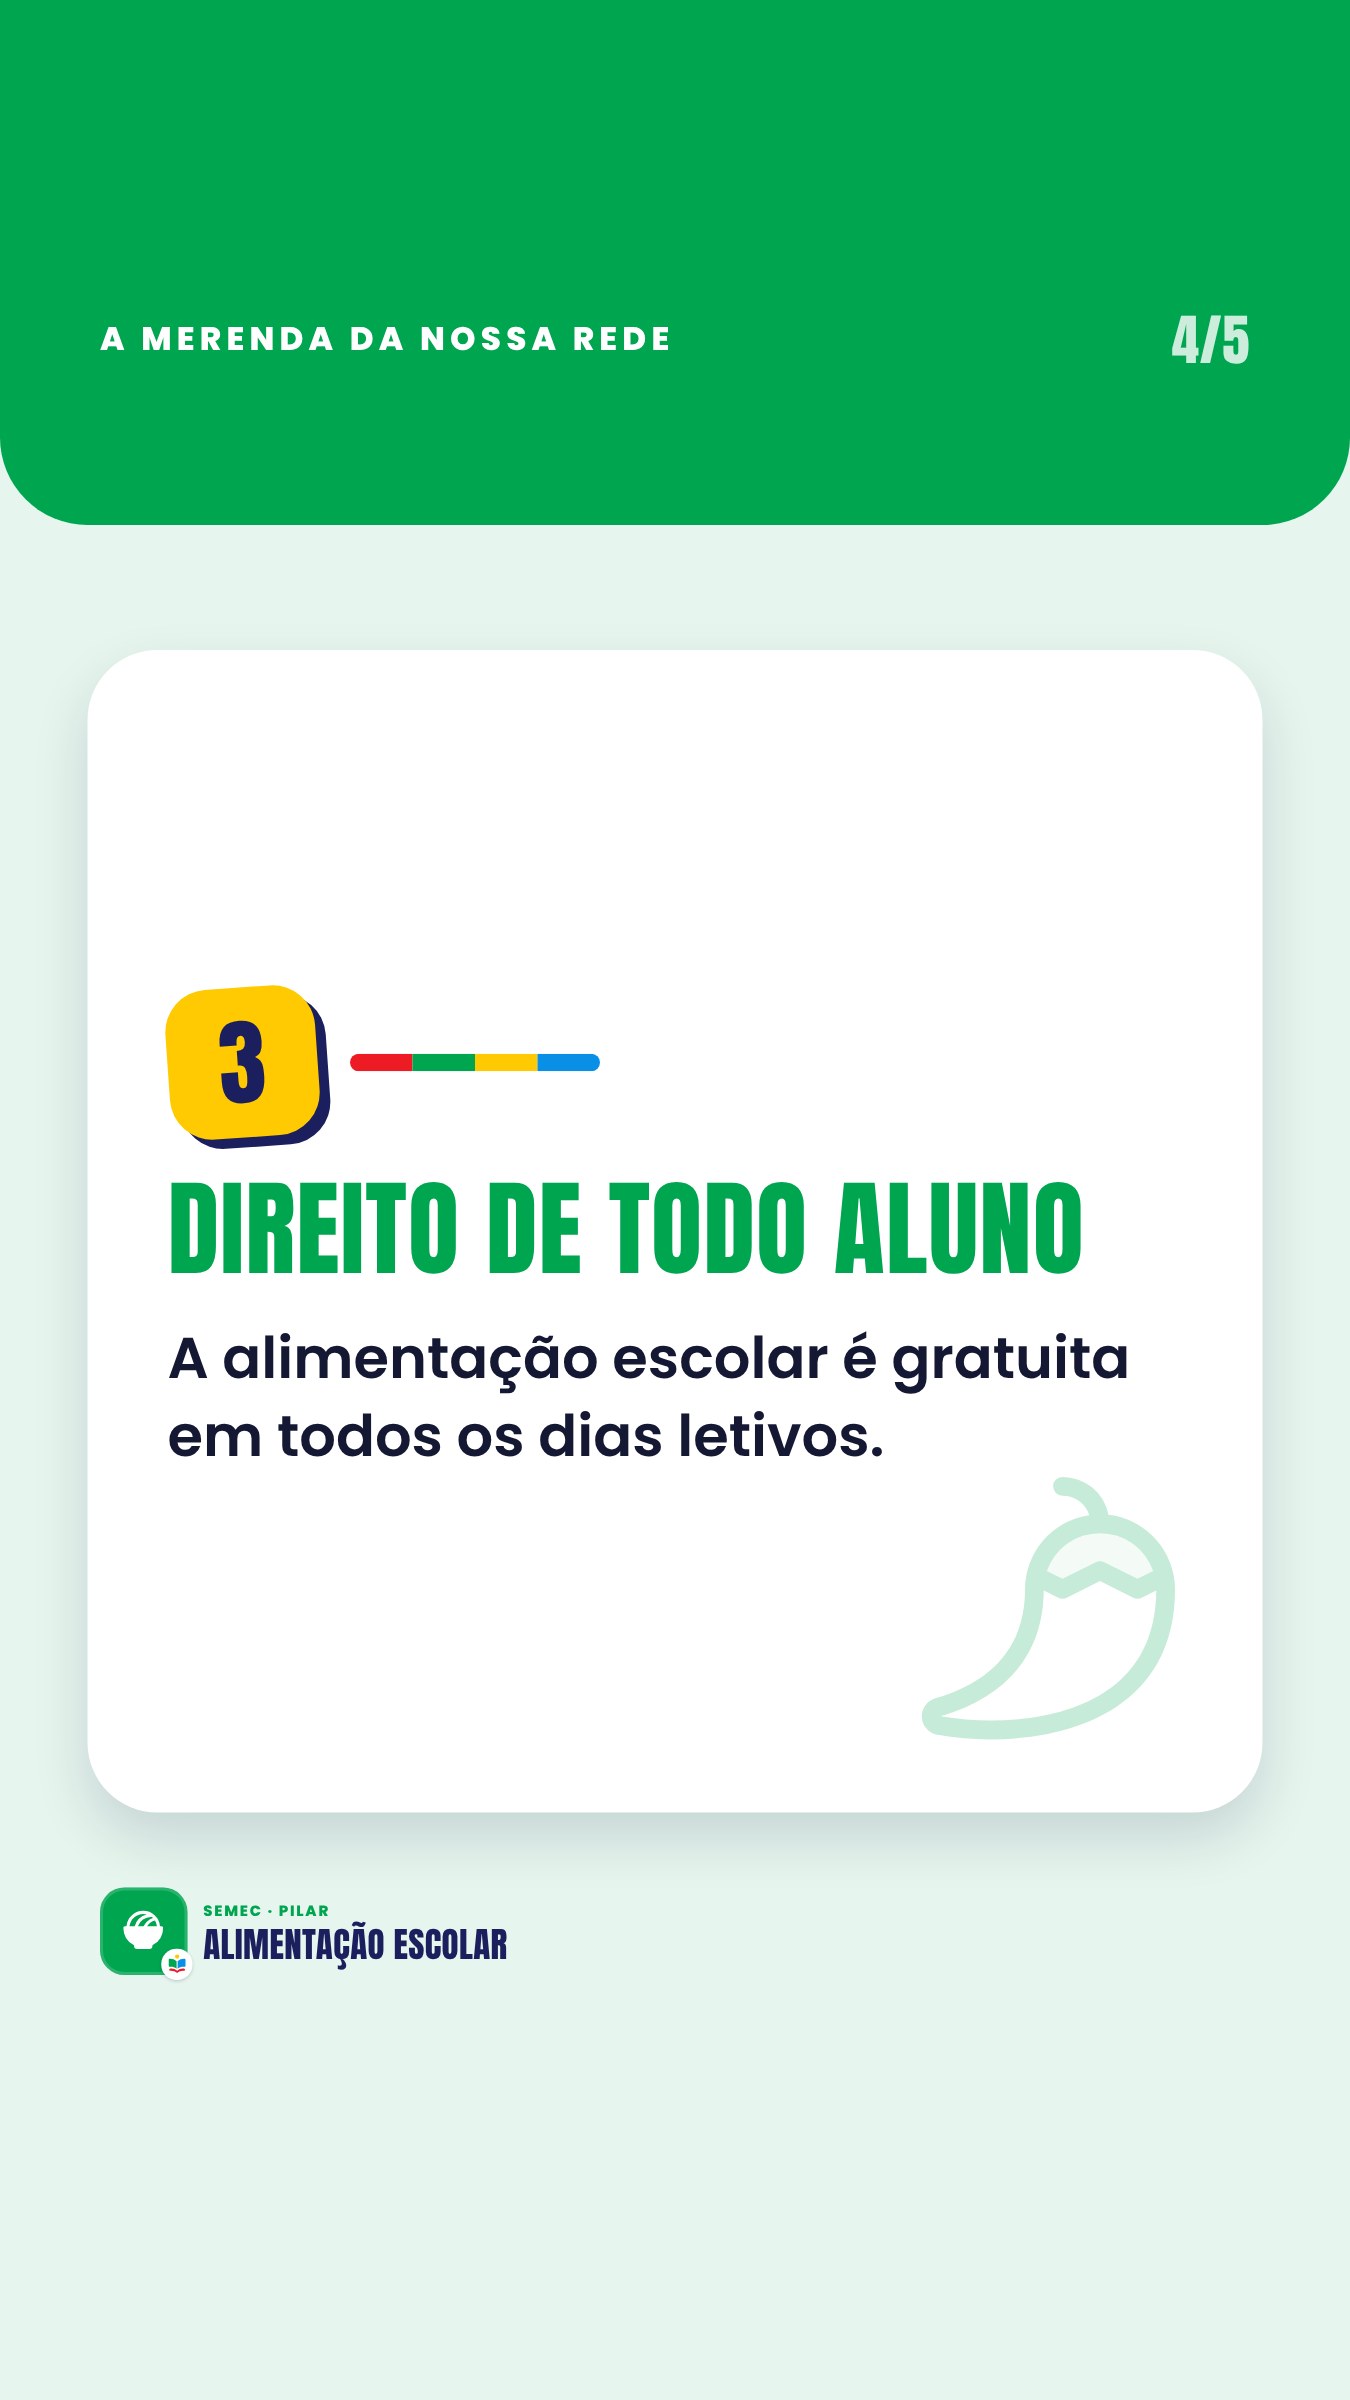 A MERENDA DA NOSSA REDE
4/5
3
DIREITO DE TODO ALUNO
A alimentação escolar é gratuita
em todos os dias letivos.
SEMEC · PILAR
ALIMENTAÇÃO ESCOLAR